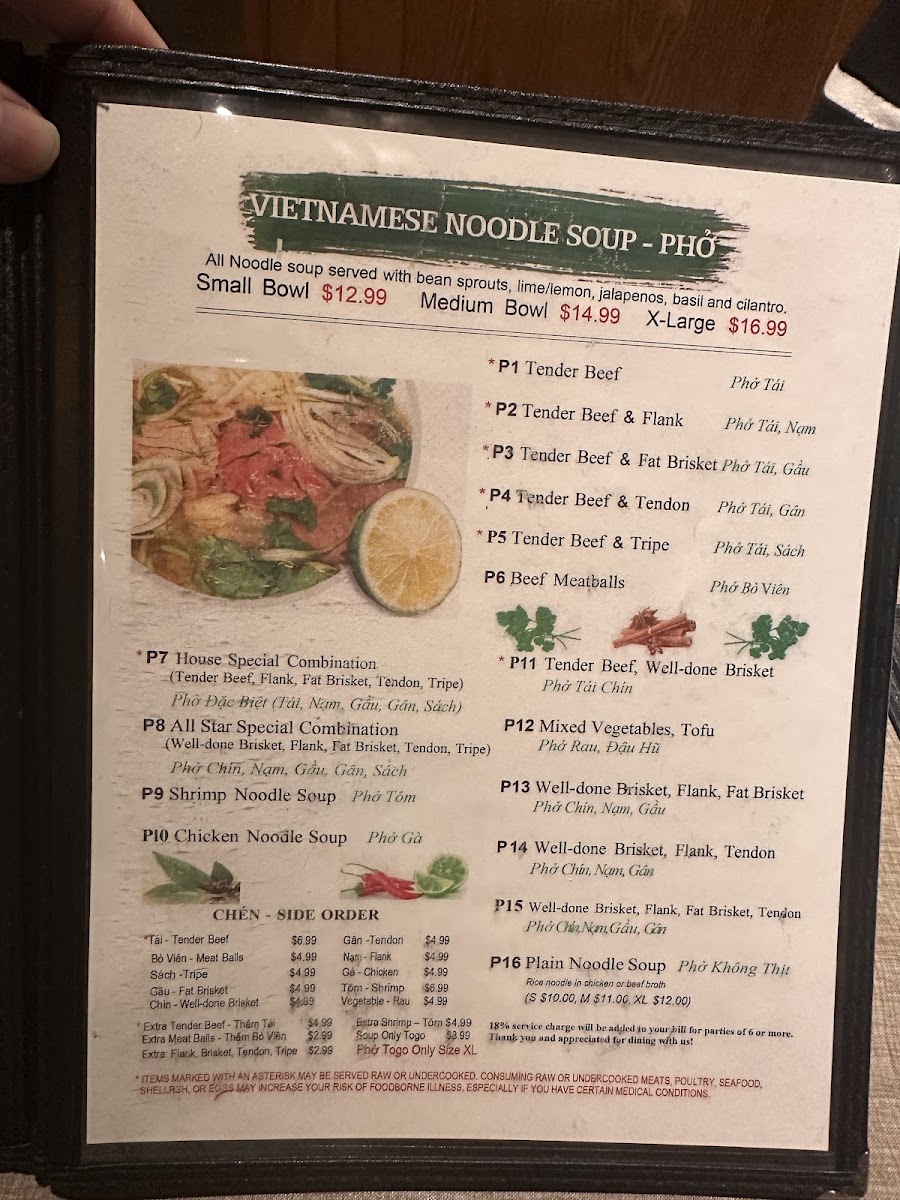 VIETNAMESE NOODLE SOUP - PHỞ
All Noodle soup served with bean sprouts, lime/lemon, jalapenos, basil and cilantro.
Small Bowl $12.99 Medium Bowl $14.99 X-Large $16.99
*P1 Tender Beef Phở Tái
*P2 Tender Beef & Flank Phở Tái, Nạm
*P3 Tender Beef & Fat Brisket Phở Tái, Gầu
*P4 Tender Beef & Tendon Phở Tái, Gân
*P5 Tender Beef & Tripe Phở Tái, Sách
P6 Beef Meatballs Phở Bò Viên
*P7 House Special Combination
(Tender Beef, Flank, Fat Brisket, Tendon, Tripe)
Phở Đặc Biệt (Tái, Nạm, Gầu, Gân, Sách)
P8 All Star Special Combination
(Well-done Brisket, Flank, Fat Brisket, Tendon, Tripe)
Phở Chín, Nạm, Gầu, Gân, Sách
P9 Shrimp Noodle Soup Phở Tôm
P10 Chicken Noodle Soup Phở Gà
*P11 Tender Beef, Well-done Brisket
Phở Tái Chín
P12 Mixed Vegetables, Tofu
Phở Rau, Đậu Hũ
P13 Well-done Brisket, Flank, Fat Brisket
Phở Chín, Nạm, Gầu
P14 Well-done Brisket, Flank, Tendon
Phở Chín, Nạm, Gân
P15 Well-done Brisket, Flank, Fat Brisket, Tendon
Phở Chín, Nạm, Gầu, Gân
P16 Plain Noodle Soup Phở Không Thịt
Rice noodle in chicken or beef broth
(S $10.00, M $11.00, XL $12.00)
CHÉN - SIDE ORDER
*Tái - Tender Beef $6.99 Gân -Tendon $4.99
Bò Viên - Meat Balls $4.99 Nạm - Flank $4.99
Sách -Tripe $4.99 Gà - Chicken $4.99
Gầu - Fat Brisket $4.99 Tôm - Shrimp $6.99
Chín - Well-done Brisket $4.99 Vegetable - Rau $4.99
*Extra Tender Beef - Thêm Tái $4.99 Extra Shrimp – Tôm $4.99
Extra Meat Balls - Thêm Bò Viên $2.99 Soup Only Togo $3.99
Extra: Flank, Brisket, Tendon, Tripe $2.99 Phở Togo Only Size XL
18% service charge will be added to your bill for parties of 6 or more.
Thank you and appreciated for dining with us!
* ITEMS MARKED WITH AN ASTERISK MAY BE SERVED RAW OR UNDERCOOKED, CONSUMING RAW OR UNDERCOOKED MEATS, POULTRY, SEAFOOD,
SHELLFISH, OR EGGS MAY INCREASE YOUR RISK OF FOODBORNE ILLNESS, ESPECIALLY IF YOU HAVE CERTAIN MEDICAL CONDITIONS.